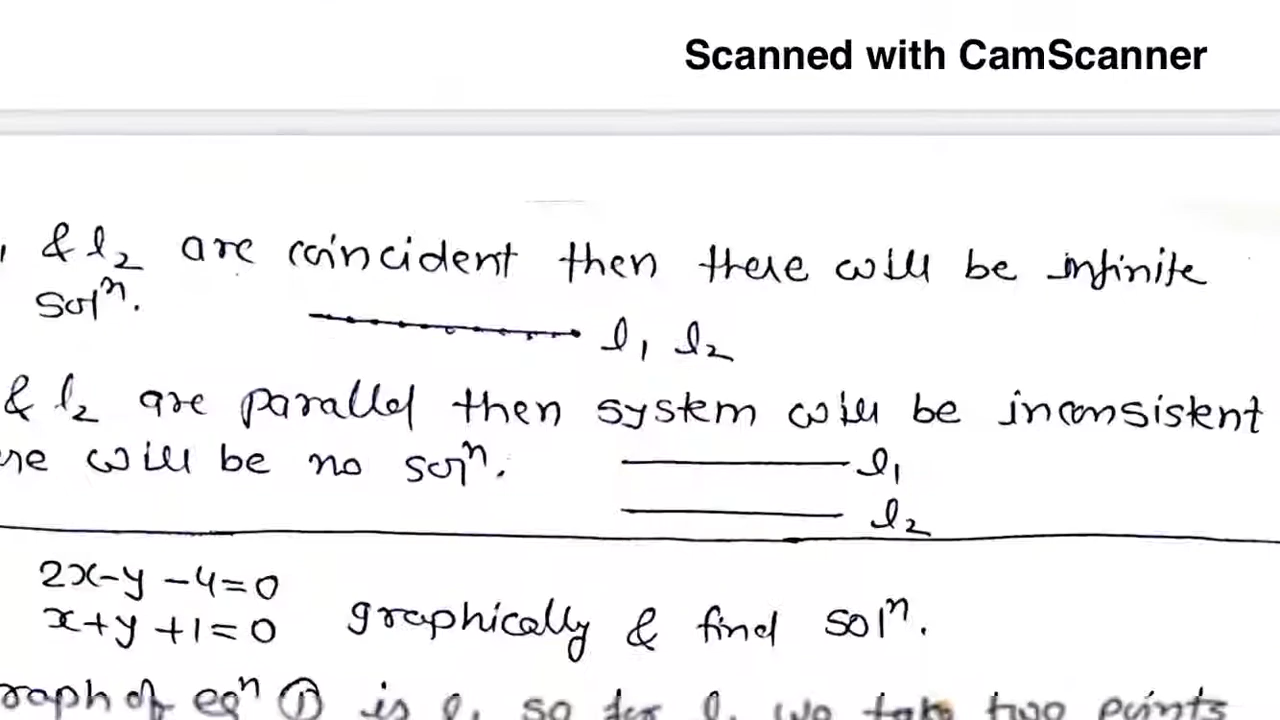 Scanned with CamScanner
& l₂ are coincident then there will be infinite
solⁿ.
l₁ l₂
& l₂ are parallel then system will be inconsistent
will be no solⁿ.
l₁
l₂
2x-y-4=0
x+y+1=0 graphically & find solⁿ.
of eqⁿ ① is l₁ so for l₁ we take two points